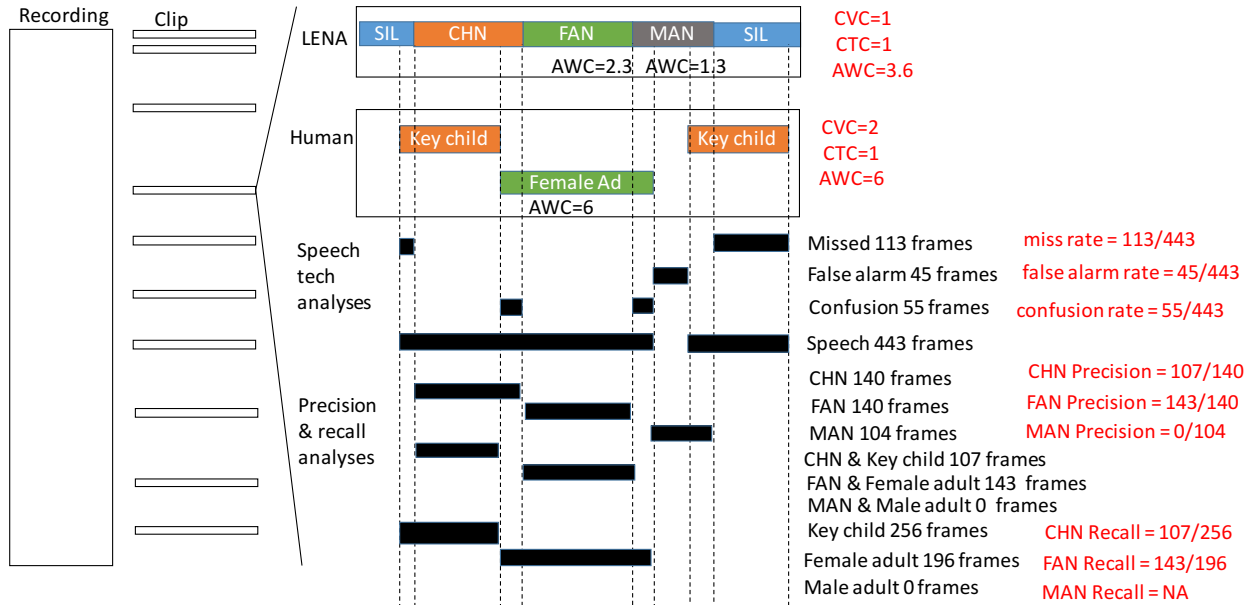 Recording
Clip
LENA
SIL CHN FAN MAN SIL
AWC=2.3 AWC=1.3
CVC=1
CTC=1
AWC=3.6
Human
Key child Key child
Female Ad
AWC=6
CVC=2
CTC=1
AWC=6
Speech
tech
analyses
Missed 113 frames miss rate = 113/443
False alarm 45 frames false alarm rate = 45/443
Confusion 55 frames confusion rate = 55/443
Speech 443 frames
Precision
& recall
analyses
CHN 140 frames CHN Precision = 107/140
FAN 140 frames FAN Precision = 143/140
MAN 104 frames MAN Precision = 0/104
CHN & Key child 107 frames
FAN & Female adult 143 frames
MAN & Male adult 0 frames
Key child 256 frames CHN Recall = 107/256
Female adult 196 frames FAN Recall = 143/196
Male adult 0 frames MAN Recall = NA